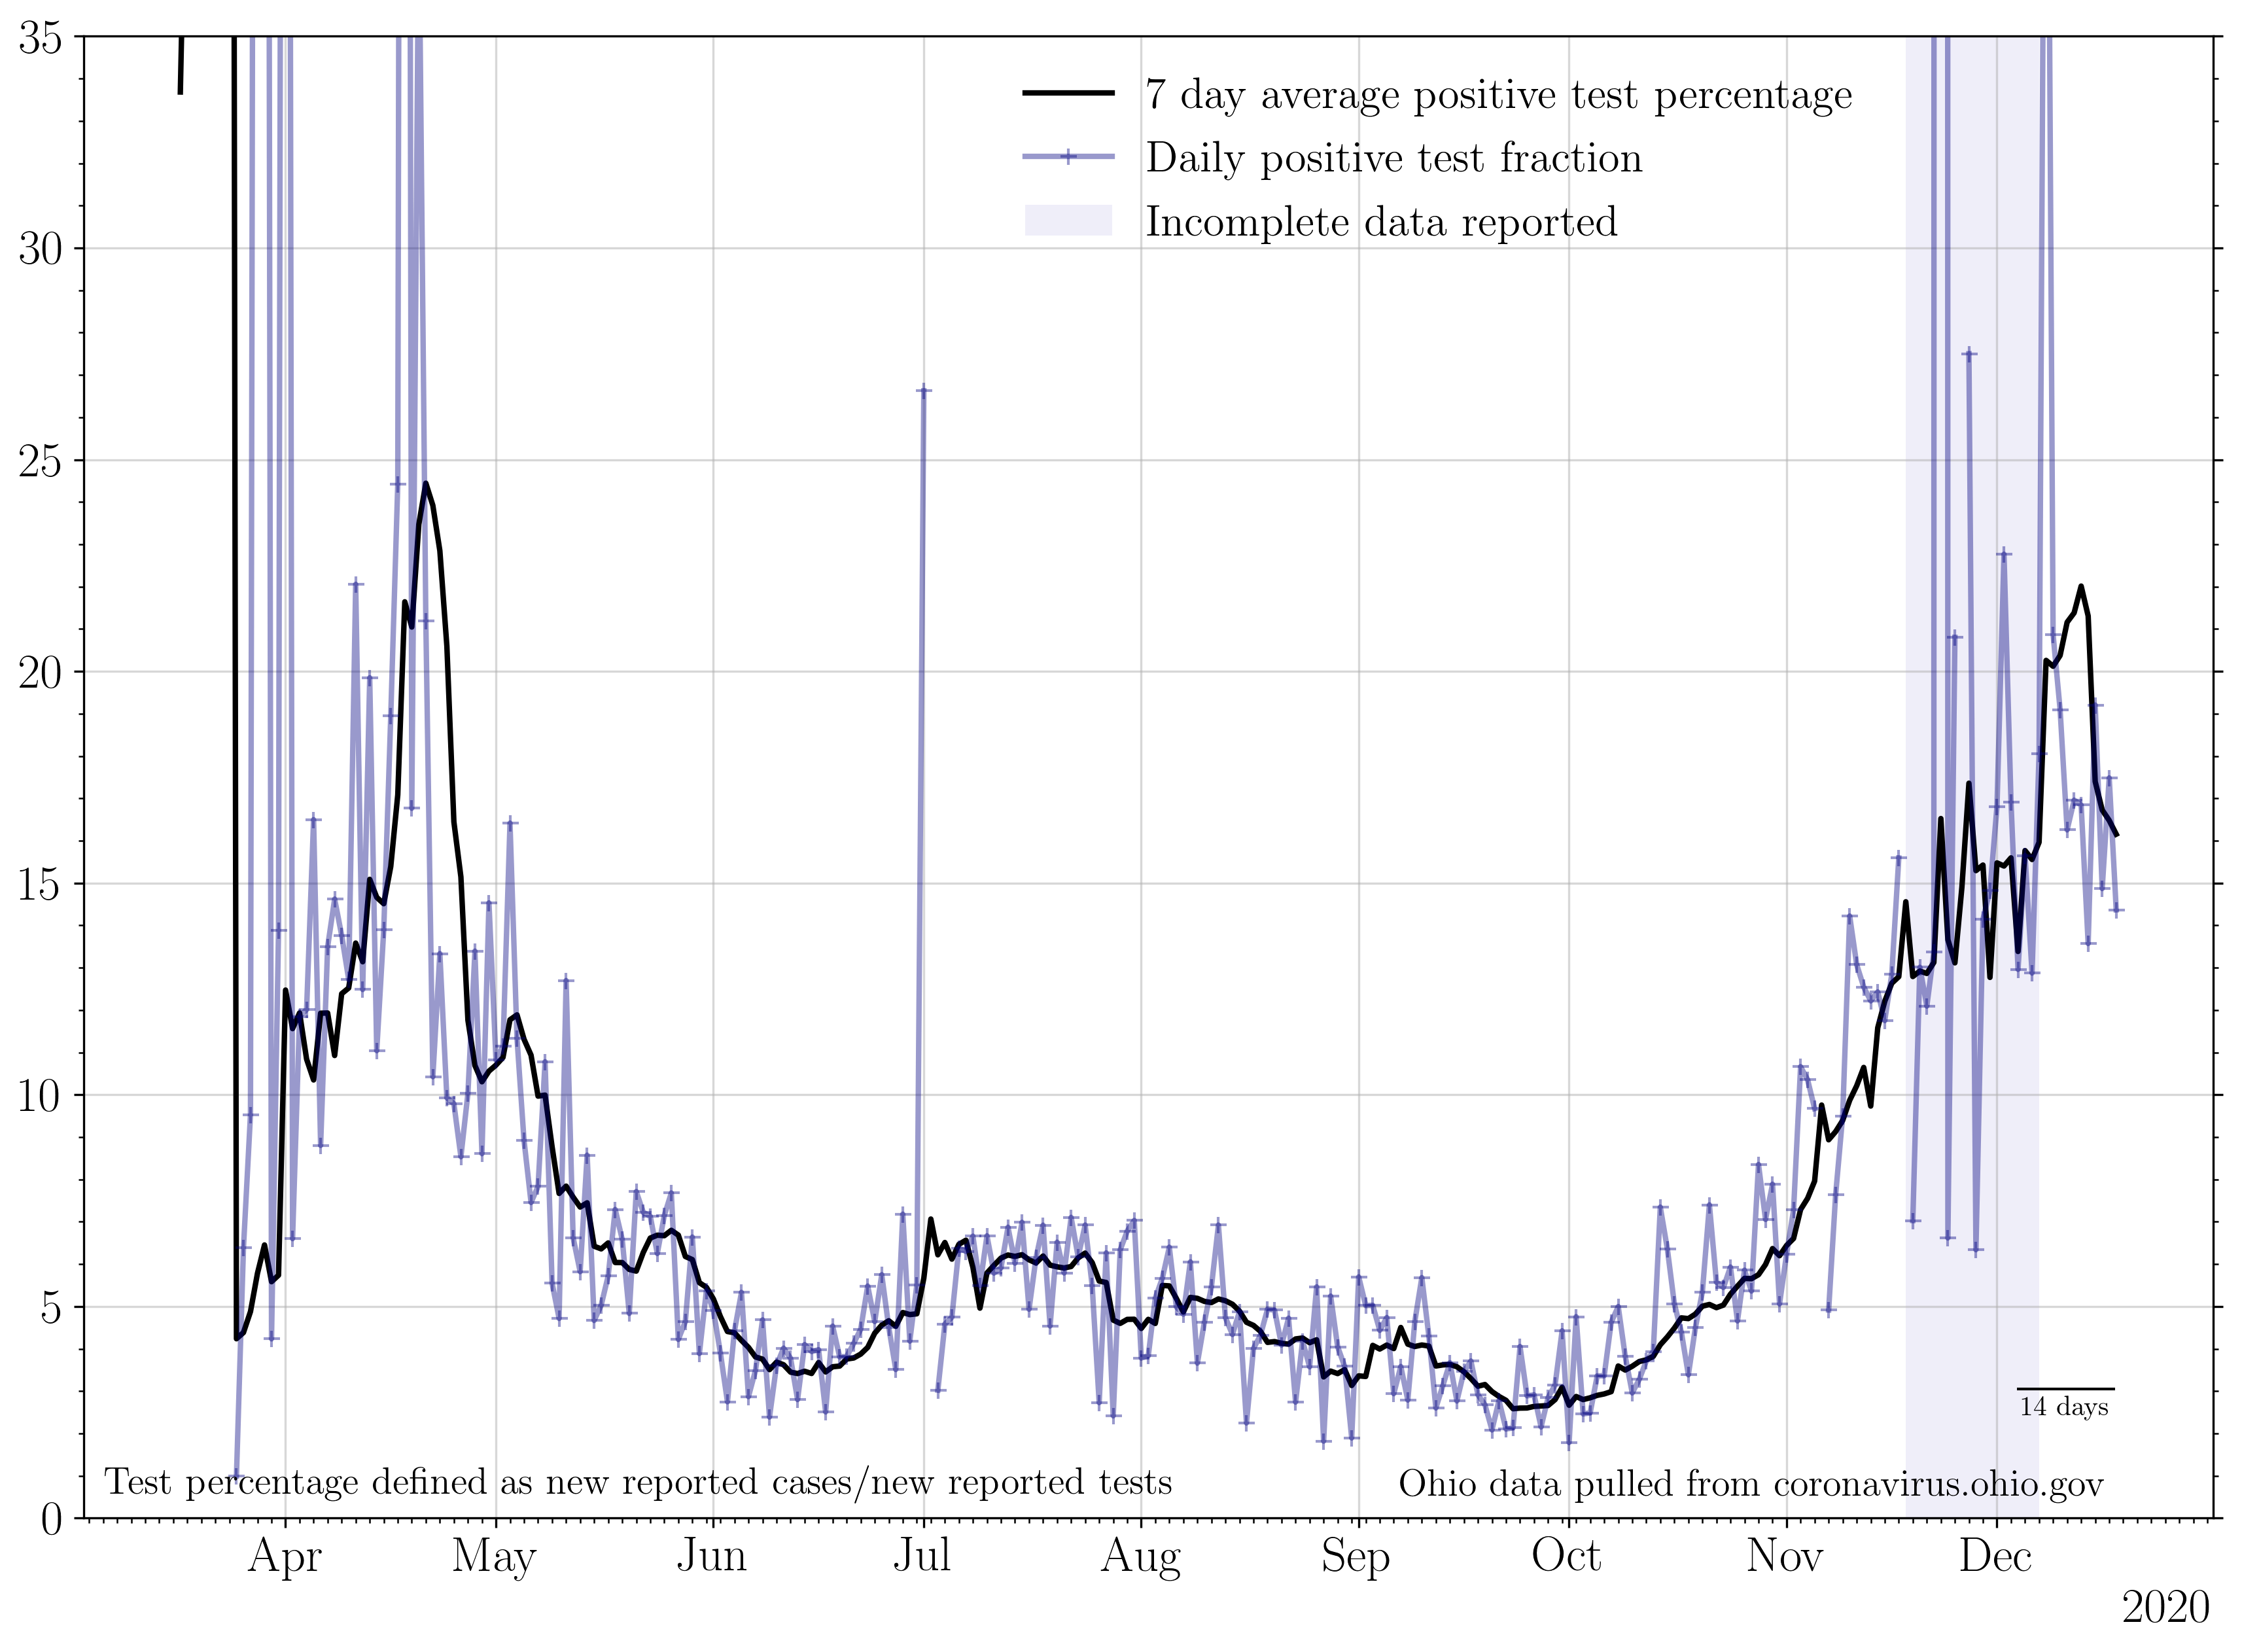 35
30
25
20
15
10
5
0
7 day average positive test percentage
Daily positive test fraction
Incomplete data reported
14 days
Test percentage defined as new reported cases/new reported tests
Ohio data pulled from coronavirus.ohio.gov
Apr May Jun Jul Aug Sep Oct Nov Dec
2020